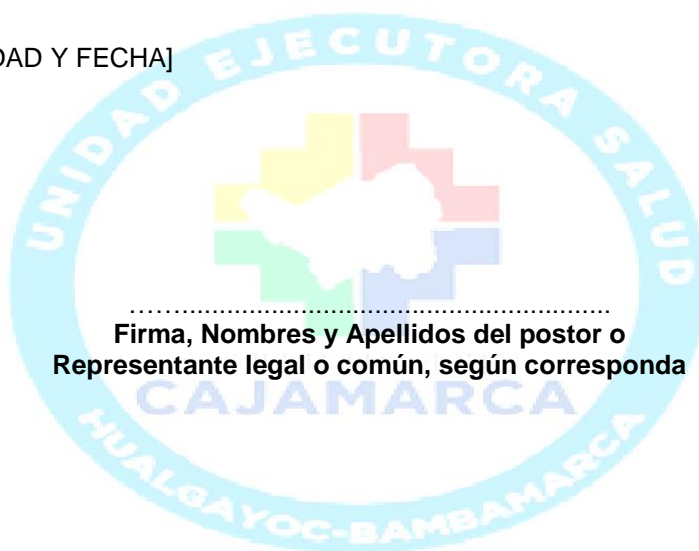 DAD Y FECHA]
UNIDAD EJECUTORA SALUD
…….........................................................
Firma, Nombres y Apellidos del postor o
Representante legal o común, según corresponda
CAJAMARCA
HUALGAYOC-BAMBAMARCA